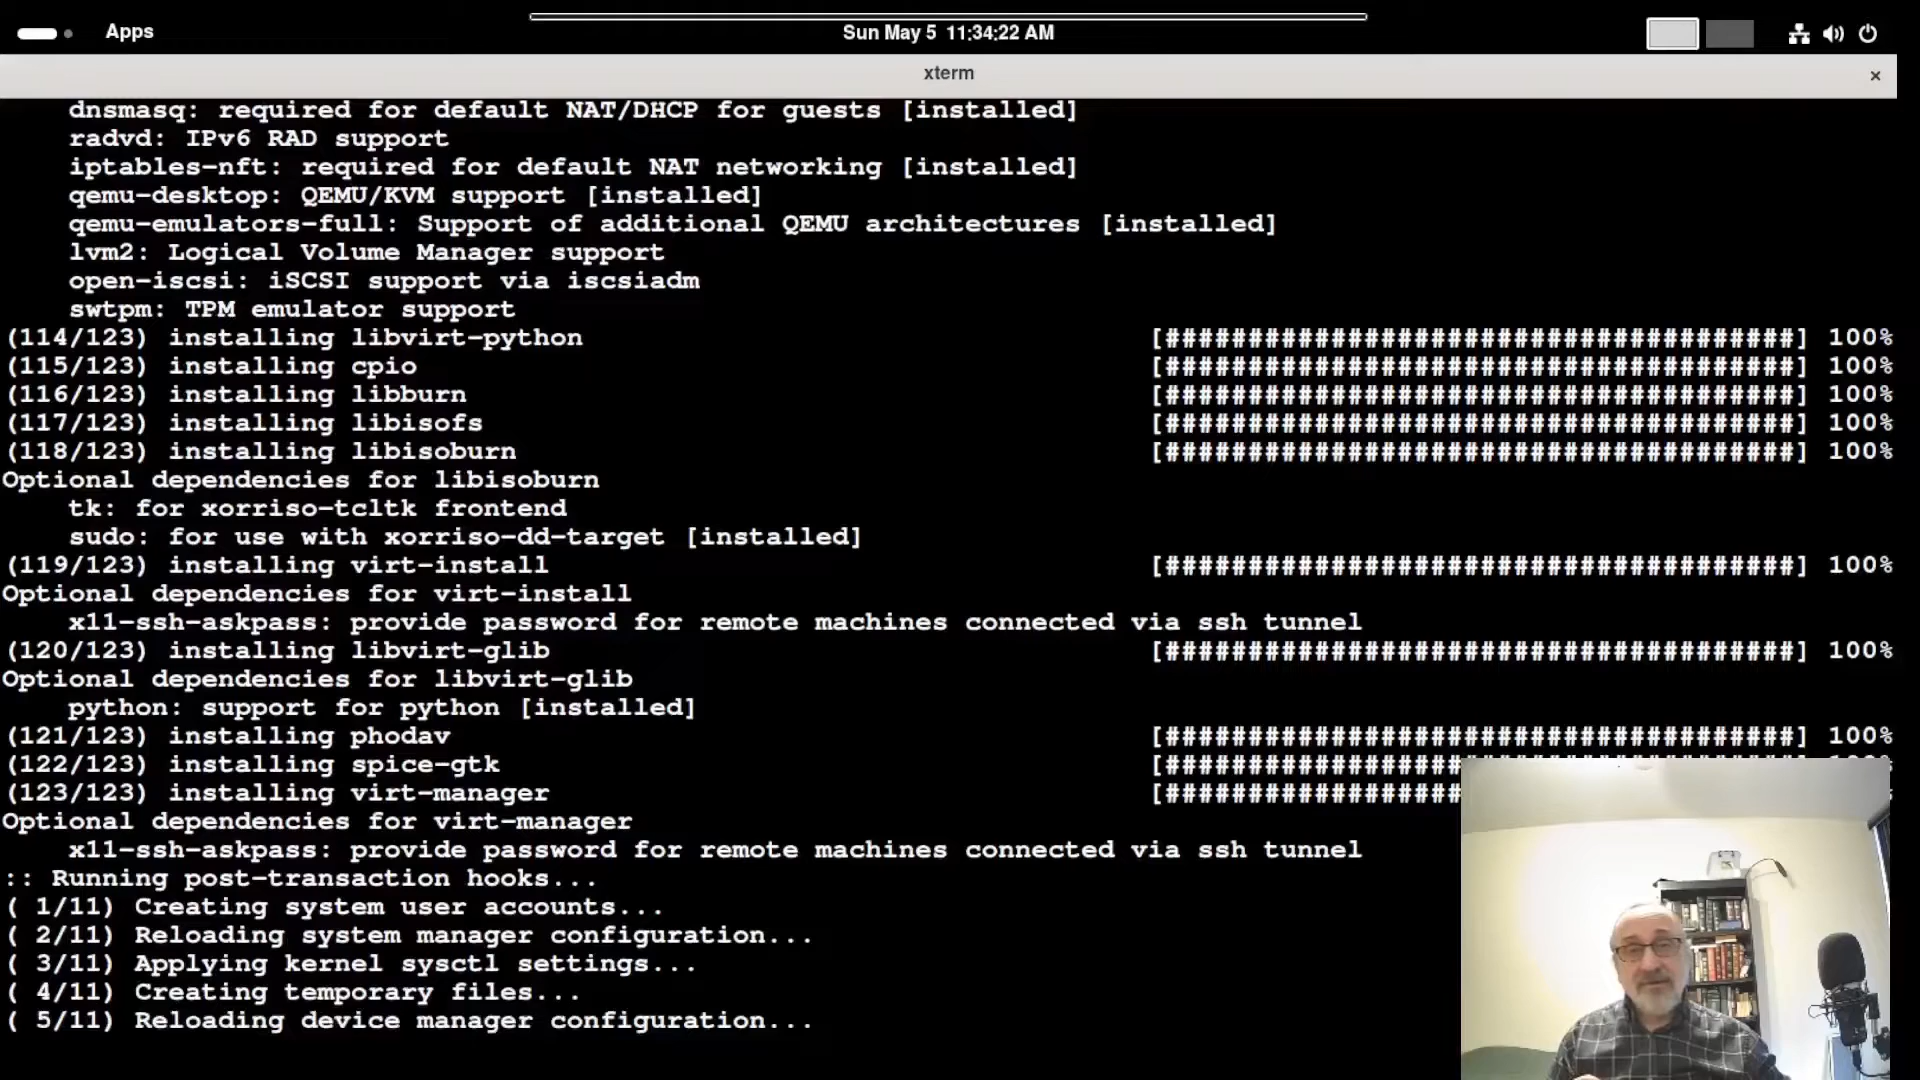 Apps
Sun May 5 11:34:22 AM
xterm
dnsmasq: required for default NAT/DHCP for guests [installed]
radvd: IPv6 RAD support
iptables-nft: required for default NAT networking [installed]
qemu-desktop: QEMU/KVM support [installed]
qemu-emulators-full: Support of additional QEMU architectures [installed]
lvm2: Logical Volume Manager support
open-iscsi: iSCSI support via iscsiadm
swtpm: TPM emulator support
(114/123) installing libvirt-python [######################################] 100%
(115/123) installing cpio [######################################] 100%
(116/123) installing libburn [######################################] 100%
(117/123) installing libisofs [######################################] 100%
(118/123) installing libisoburn [######################################] 100%
Optional dependencies for libisoburn
tk: for xorriso-tcltk frontend
sudo: for use with xorriso-dd-target [installed]
(119/123) installing virt-install [######################################] 100%
Optional dependencies for virt-install
x11-ssh-askpass: provide password for remote machines connected via ssh tunnel
(120/123) installing libvirt-glib [######################################] 100%
Optional dependencies for libvirt-glib
python: support for python [installed]
(121/123) installing phodav [######################################] 100%
(122/123) installing spice-gtk [##################
(123/123) installing virt-manager [##################
Optional dependencies for virt-manager
x11-ssh-askpass: provide password for remote machines connected via ssh tunnel
:: Running post-transaction hooks...
( 1/11) Creating system user accounts...
( 2/11) Reloading system manager configuration...
( 3/11) Applying kernel sysctl settings...
( 4/11) Creating temporary files...
( 5/11) Reloading device manager configuration...